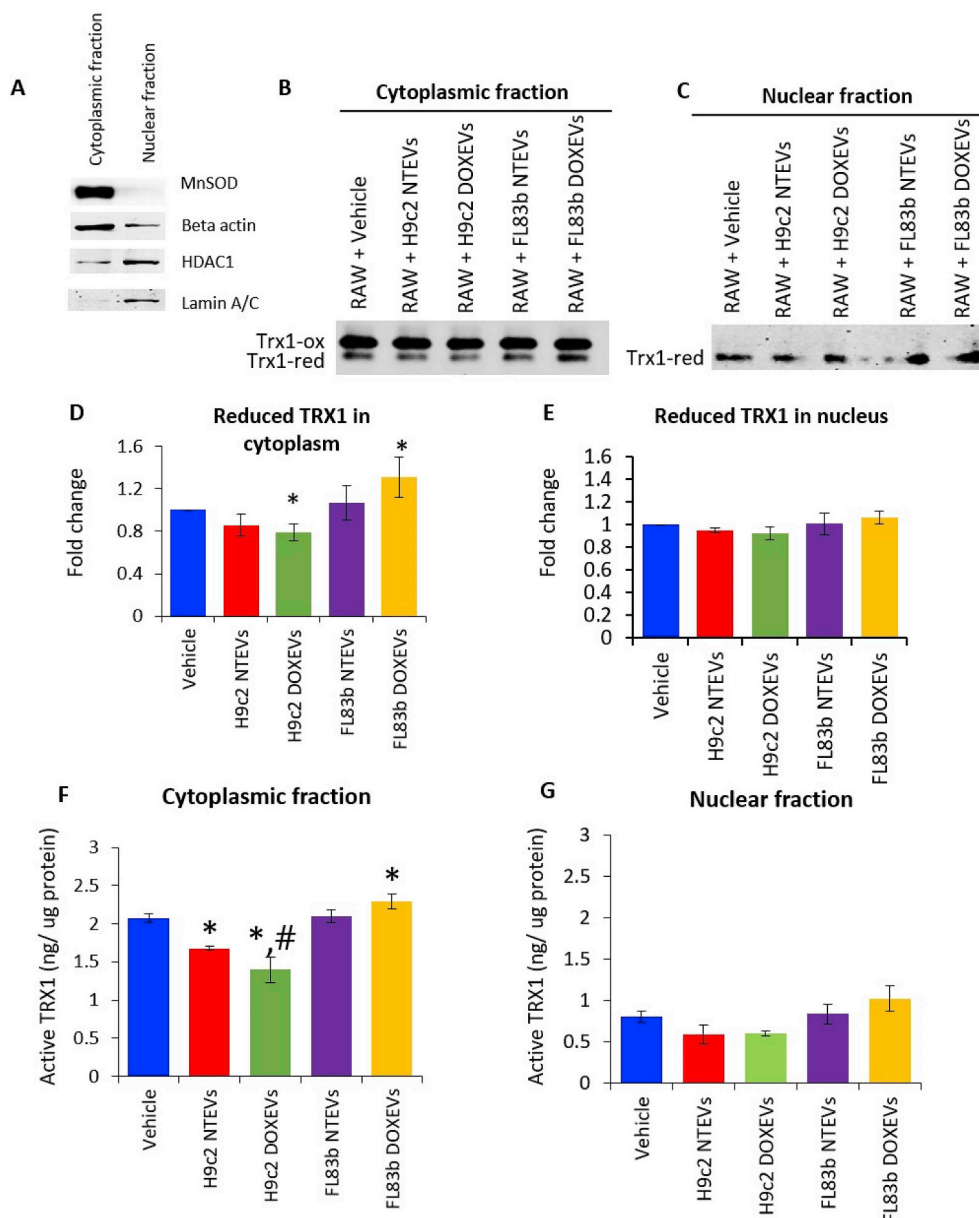 A
Cytoplasmic fraction
Nuclear fraction
MnSOD
Beta actin
HDAC1
Lamin A/C
B
Cytoplasmic fraction
RAW + Vehicle
RAW + H9c2 NTEVs
RAW + H9c2 DOXEVs
RAW + FL83b NTEVs
RAW + FL83b DOXEVs
Trx1-ox
Trx1-red
C
Nuclear fraction
RAW + Vehicle
RAW + H9c2 NTEVs
RAW + H9c2 DOXEVs
RAW + FL83b NTEVs
RAW + FL83b DOXEVs
Trx1-red
D
Reduced TRX1 in
cytoplasm
Fold change
1.6
1.2
0.8
0.4
0
*
*
Vehicle
H9c2 NTEVs
H9c2 DOXEVs
FL83b NTEVs
FL83b DOXEVs
E
Reduced TRX1 in nucleus
Fold change
1.6
1.4
1.2
1
0.8
0.6
0.4
0.2
0
Vehicle
H9c2 NTEVs
H9c2 DOXEVs
FL83b NTEVs
FL83b DOXEVs
F
Cytoplasmic fraction
Active TRX1 (ng/ ug protein)
3
2.5
2
1.5
1
0.5
0
*
*,#
*
Vehicle
H9c2 NTEVs
H9c2 DOXEVs
FL83b NTEVs
FL83b DOXEVs
G
Nuclear fraction
Active TRX1 (ng/ ug protein)
3
2.5
2
1.5
1
0.5
0
Vehicle
H9c2 NTEVs
H9c2 DOXEVs
FL83b NTEVs
FL83b DOXEVs